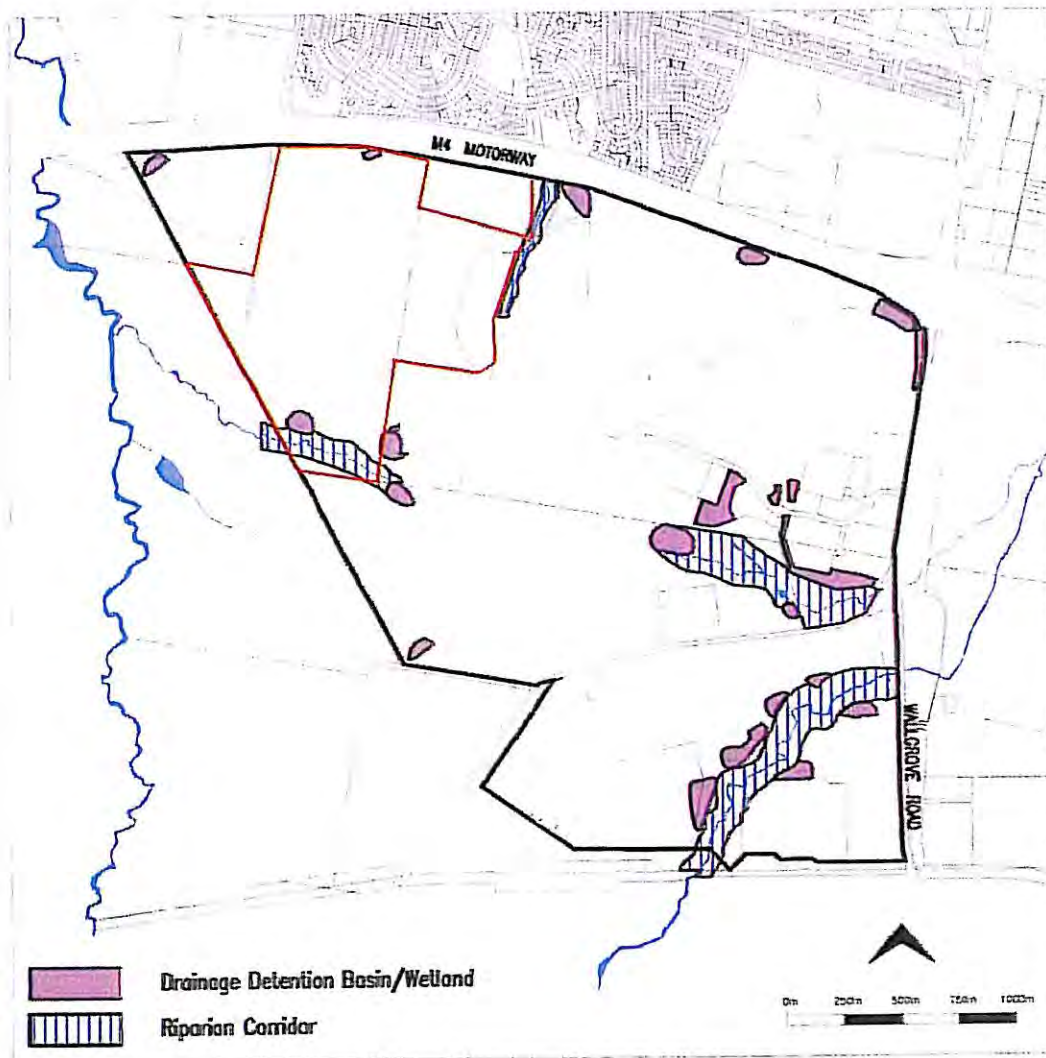 M4 MOTORWAY
WALLGROVE ROAD
Drainage Detention Basin/Wetland
Riparian Corridor
0m 250m 500m 750m 1000m